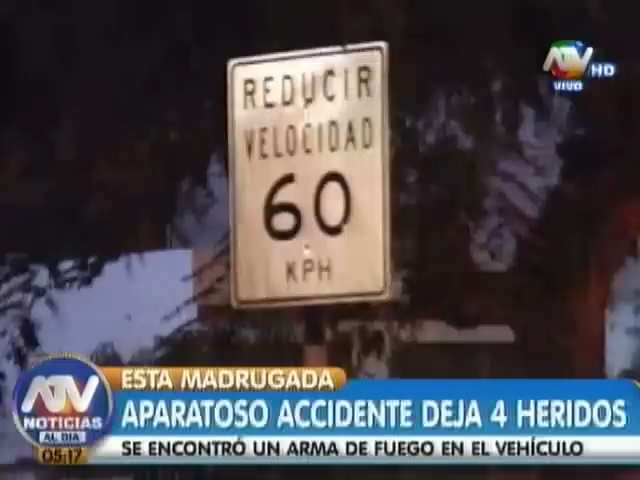 REDUCIR
VELOCIDAD
60
KPH
ATV HD
VIVO
ESTA MADRUGADA
APARATOSO ACCIDENTE DEJA 4 HERIDOS
SE ENCONTRÓ UN ARMA DE FUEGO EN EL VEHÍCULO
ATV
NOTICIAS
AL DIA
05:17